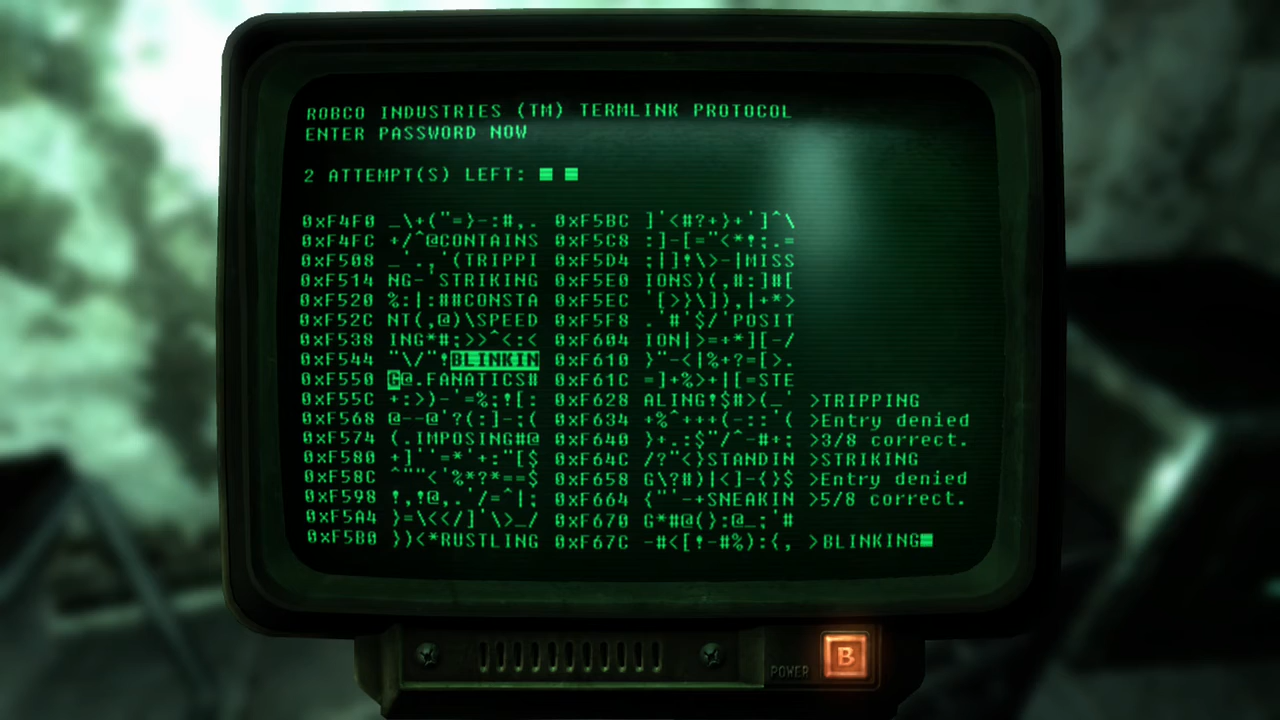 ROBCO INDUSTRIES (TM) TERMLINK PROTOCOL
ENTER PASSWORD NOW
2 ATTEMPT(S) LEFT:
0xF4F0 _\+("=}-:#,.
0xF4FC +/^@CONTAINS
0xF508 _'.,'(TRIPPI
0xF514 NG-'STRIKING
0xF520 %:|:##CONSTA
0xF52C NT(,@)\SPEED
0xF538 ING*#;>>^<:<
0xF544 "\/"!BLINKIN
0xF550 G@.FANATICS#
0xF55C +:>)-'=%;![:
0xF568 @--@'?(:]-;(
0xF574 (.IMPOSING#@
0xF580 +]'`=*'+:"[$
0xF58C ^""<'%*?*==$
0xF598 !,!@,.'/=^|;
0xF5A4 }=\<</]'\>_/
0xF5B0 })<*RUSTLING
0xF5BC ]'<#?+}+']^\
0xF5C8 :]-[="<*!;.=
0xF5D4 ;|]!\>-|MISS
0xF5E0 IONS)(,#:]#[
0xF5EC '[>}\]),|+*>
0xF5F8 .'#'$/'POSIT
0xF604 ION|>=+*][-/
0xF610 }"-<|%+?=[>.
0xF61C =]+%>+|[=STE
0xF628 ALING!$#>(_'
0xF634 +%^+++(-::'(
0xF640 }+.:$"/^-#+;
0xF64C /?"<}STANDIN
0xF658 G\?#)|<]-{}$
0xF664 {"'-+SNEAKIN
0xF670 G*#@(}:@_;'#
0xF67C -#<[!-#%):{,
>TRIPPING
>Entry denied
>3/8 correct.
>STRIKING
>Entry denied
>5/8 correct.
>BLINKING
POWER
B